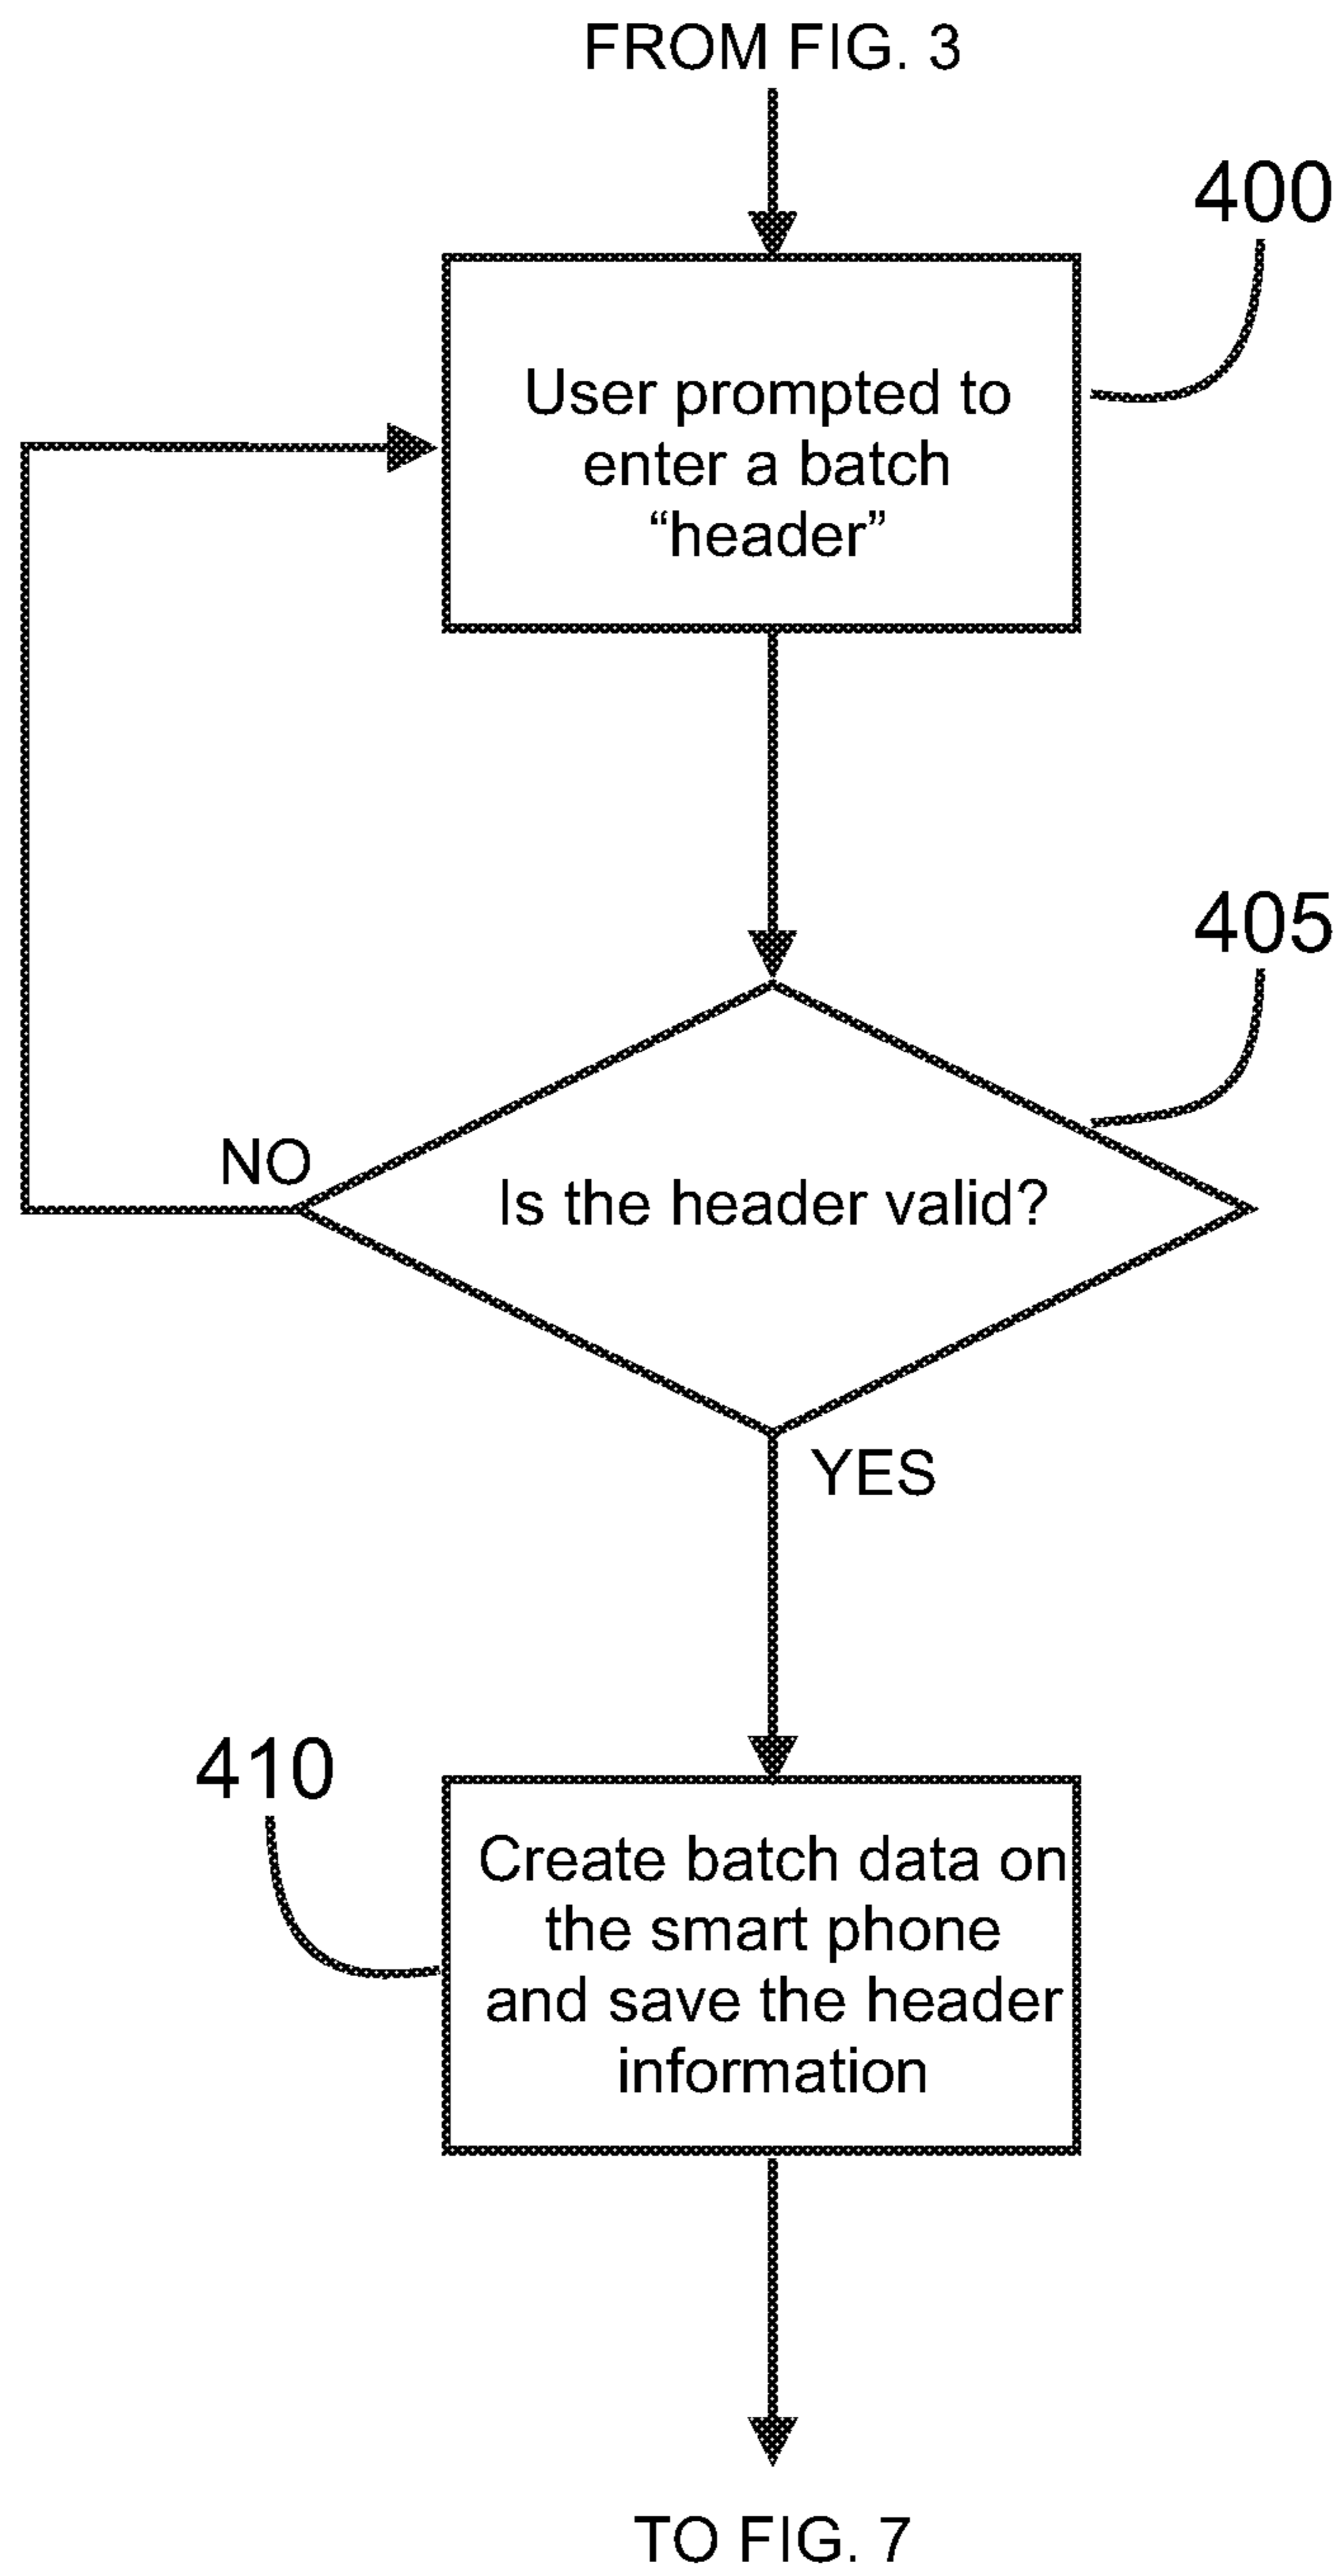 FROM FIG. 3
400
User prompted to
enter a batch
“header”
405
NO
Is the header valid?
YES
410
Create batch data on
the smart phone
and save the header
information
TO FIG. 7